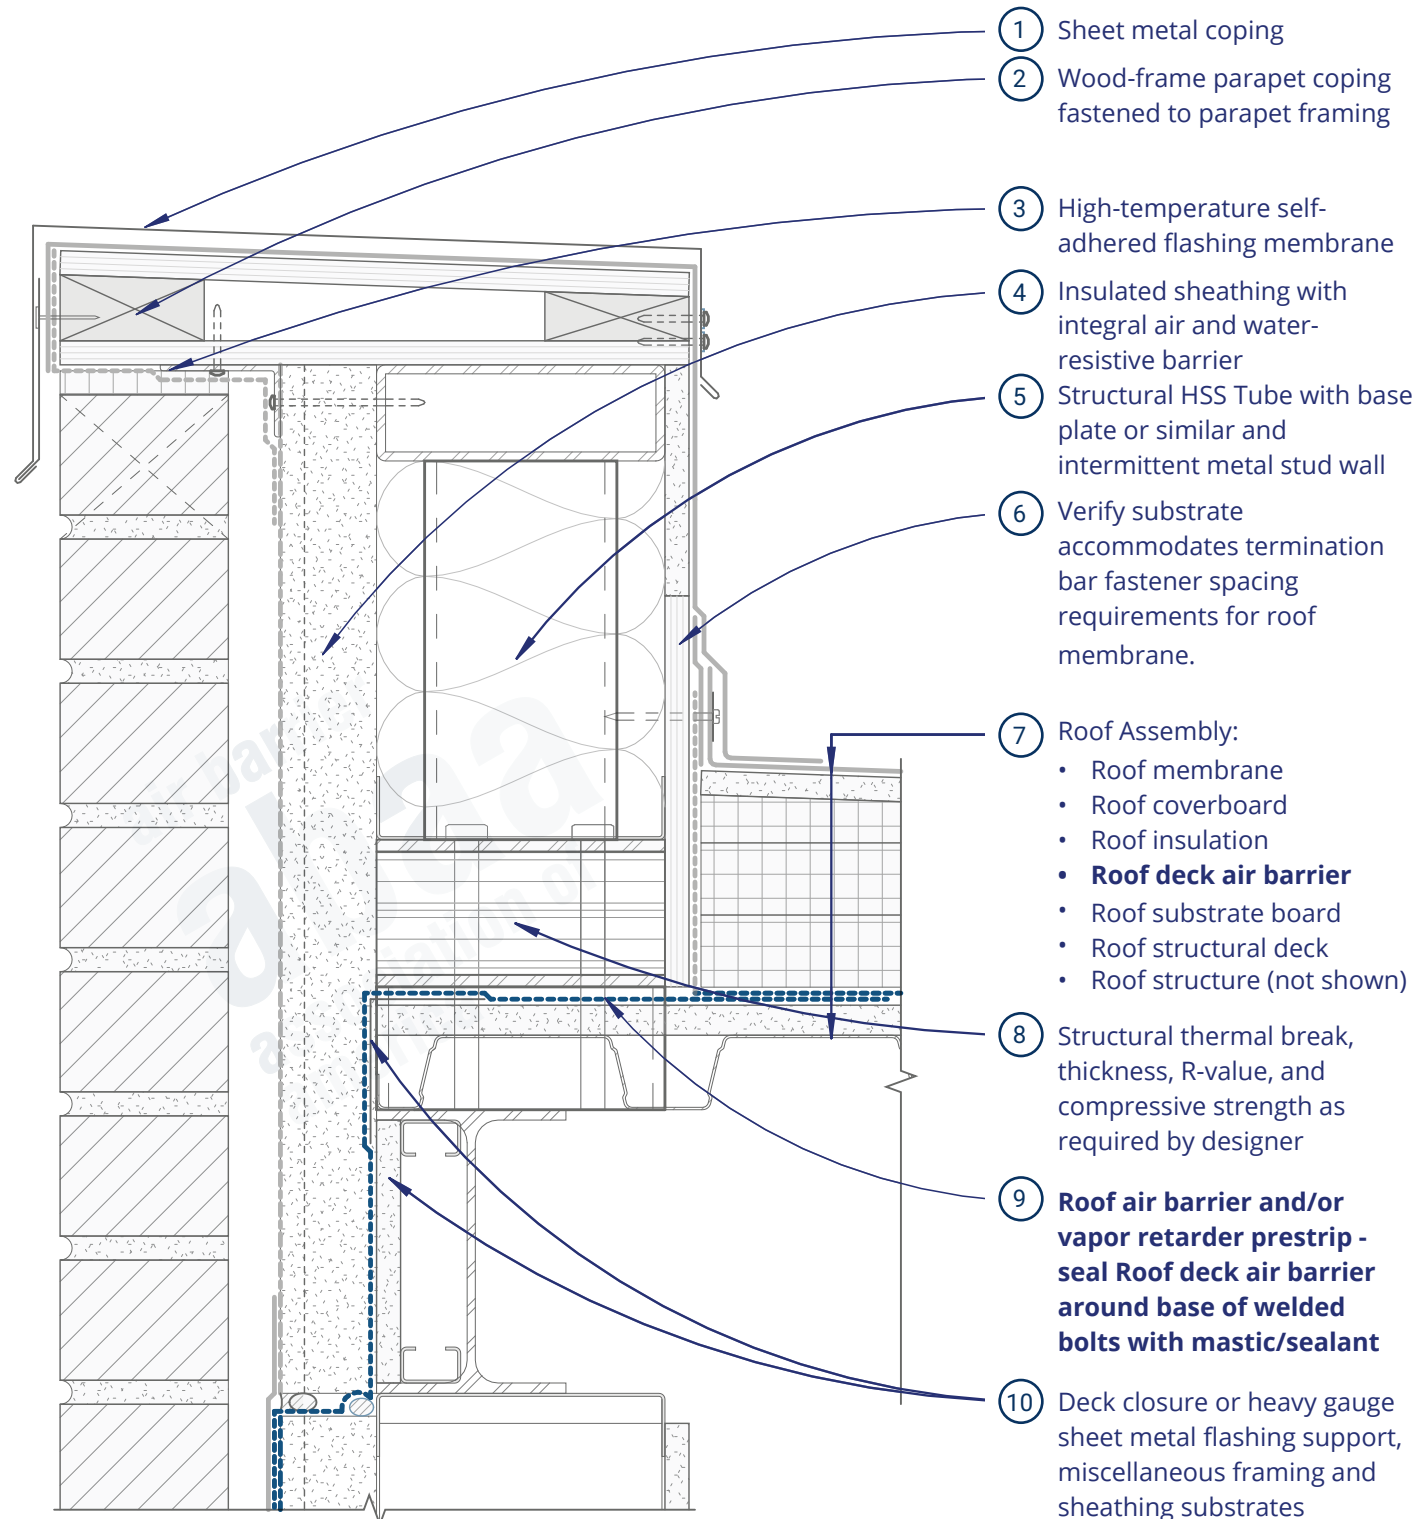 1 Sheet metal coping
2 Wood-frame parapet coping
fastened to parapet framing
3 High-temperature self-
adhered flashing membrane
4 Insulated sheathing with
integral air and water-
resistive barrier
5 Structural HSS Tube with base
plate or similar and
intermittent metal stud wall
6 Verify substrate
accommodates termination
bar fastener spacing
requirements for roof
membrane.
7 Roof Assembly:
• Roof membrane
• Roof coverboard
• Roof insulation
• Roof deck air barrier
• Roof substrate board
• Roof structural deck
• Roof structure (not shown)
8 Structural thermal break,
thickness, R-value, and
compressive strength as
required by designer
9 Roof air barrier and/or
vapor retarder prestrip -
seal Roof deck air barrier
around base of welded
bolts with mastic/sealant
10 Deck closure or heavy gauge
sheet metal flashing support,
miscellaneous framing and
sheathing substrates
abaa